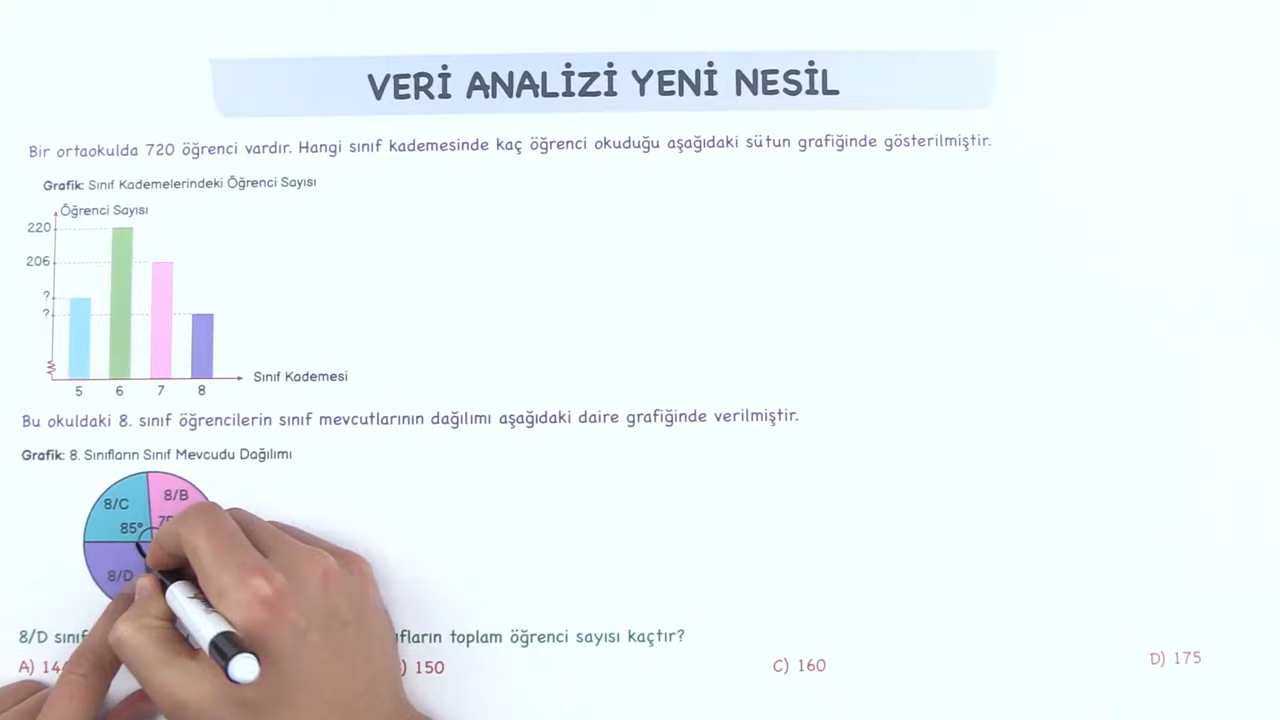 VERİ ANALİZİ YENİ NESİL
Bir ortaokulda 720 öğrenci vardır. Hangi sınıf kademesinde kaç öğrenci okuduğu aşağıdaki sütun grafiğinde gösterilmiştir.
Grafik: Sınıf Kademelerindeki Öğrenci Sayısı
Öğrenci Sayısı
220
206
?
?
5 6 7 8
Sınıf Kademesi
Bu okuldaki 8. sınıf öğrencilerin sınıf mevcutlarının dağılımı aşağıdaki daire grafiğinde verilmiştir.
Grafik: 8. Sınıfların Sınıf Mevcudu Dağılımı
8/C 8/B
85°
8/D
8/D toplam öğrenci sayısı kaçtır?
A) ) 150 C) 160 D) 175